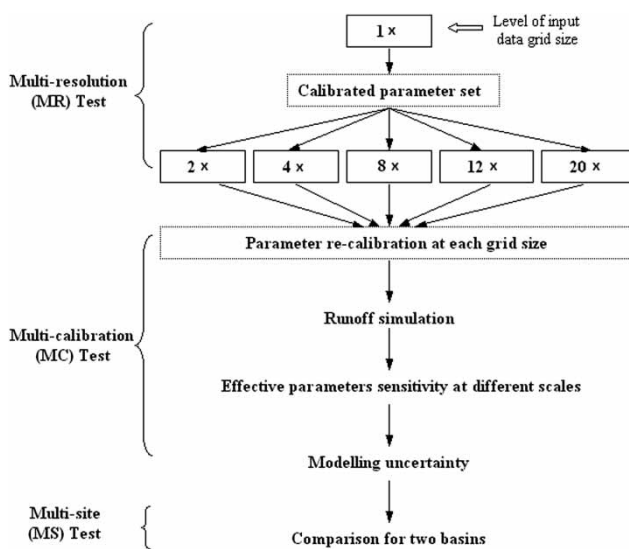 1 ×
Level of input
data grid size
Multi-resolution
(MR) Test
Calibrated parameter set
2 ×
4 ×
8 ×
12 ×
20 ×
Parameter re-calibration at each grid size
Runoff simulation
Multi-calibration
(MC) Test
Effective parameters sensitivity at different scales
Modelling uncertainty
Multi-site
(MS) Test
Comparison for two basins